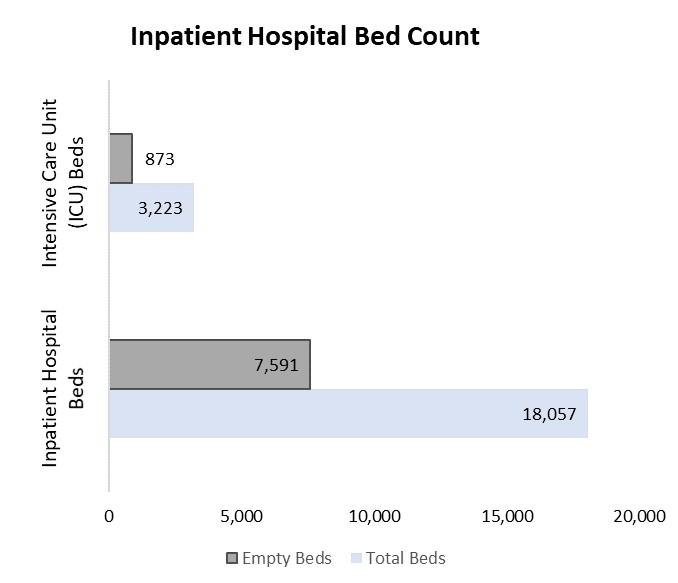 Inpatient Hospital Bed Count
Intensive Care Unit
(ICU) Beds
873
3,223
Inpatient Hospital
Beds
7,591
18,057
0 5,000 10,000 15,000 20,000
Empty Beds Total Beds